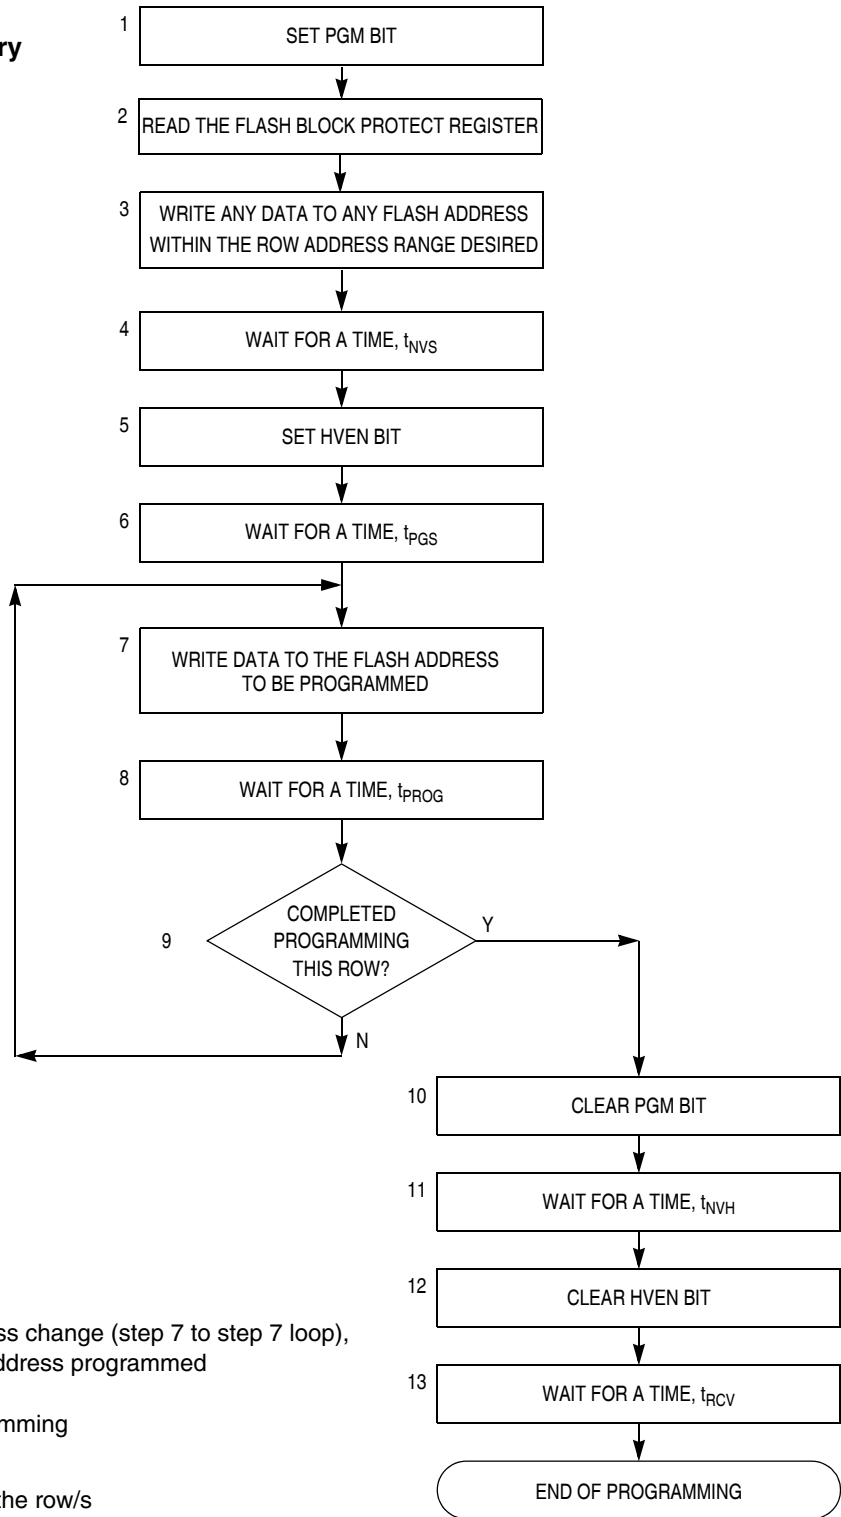 ry
1
SET PGM BIT
2
READ THE FLASH BLOCK PROTECT REGISTER
3
WRITE ANY DATA TO ANY FLASH ADDRESS
WITHIN THE ROW ADDRESS RANGE DESIRED
4
WAIT FOR A TIME, tNVS
5
SET HVEN BIT
6
WAIT FOR A TIME, tPGS
7
WRITE DATA TO THE FLASH ADDRESS
TO BE PROGRAMMED
8
WAIT FOR A TIME, tPROG
9
COMPLETED
PROGRAMMING
THIS ROW?
Y
N
10
CLEAR PGM BIT
11
WAIT FOR A TIME, tNVH
12
CLEAR HVEN BIT
13
WAIT FOR A TIME, tRCV
END OF PROGRAMMING
ss change (step 7 to step 7 loop),
ddress programmed
mming
the row/s